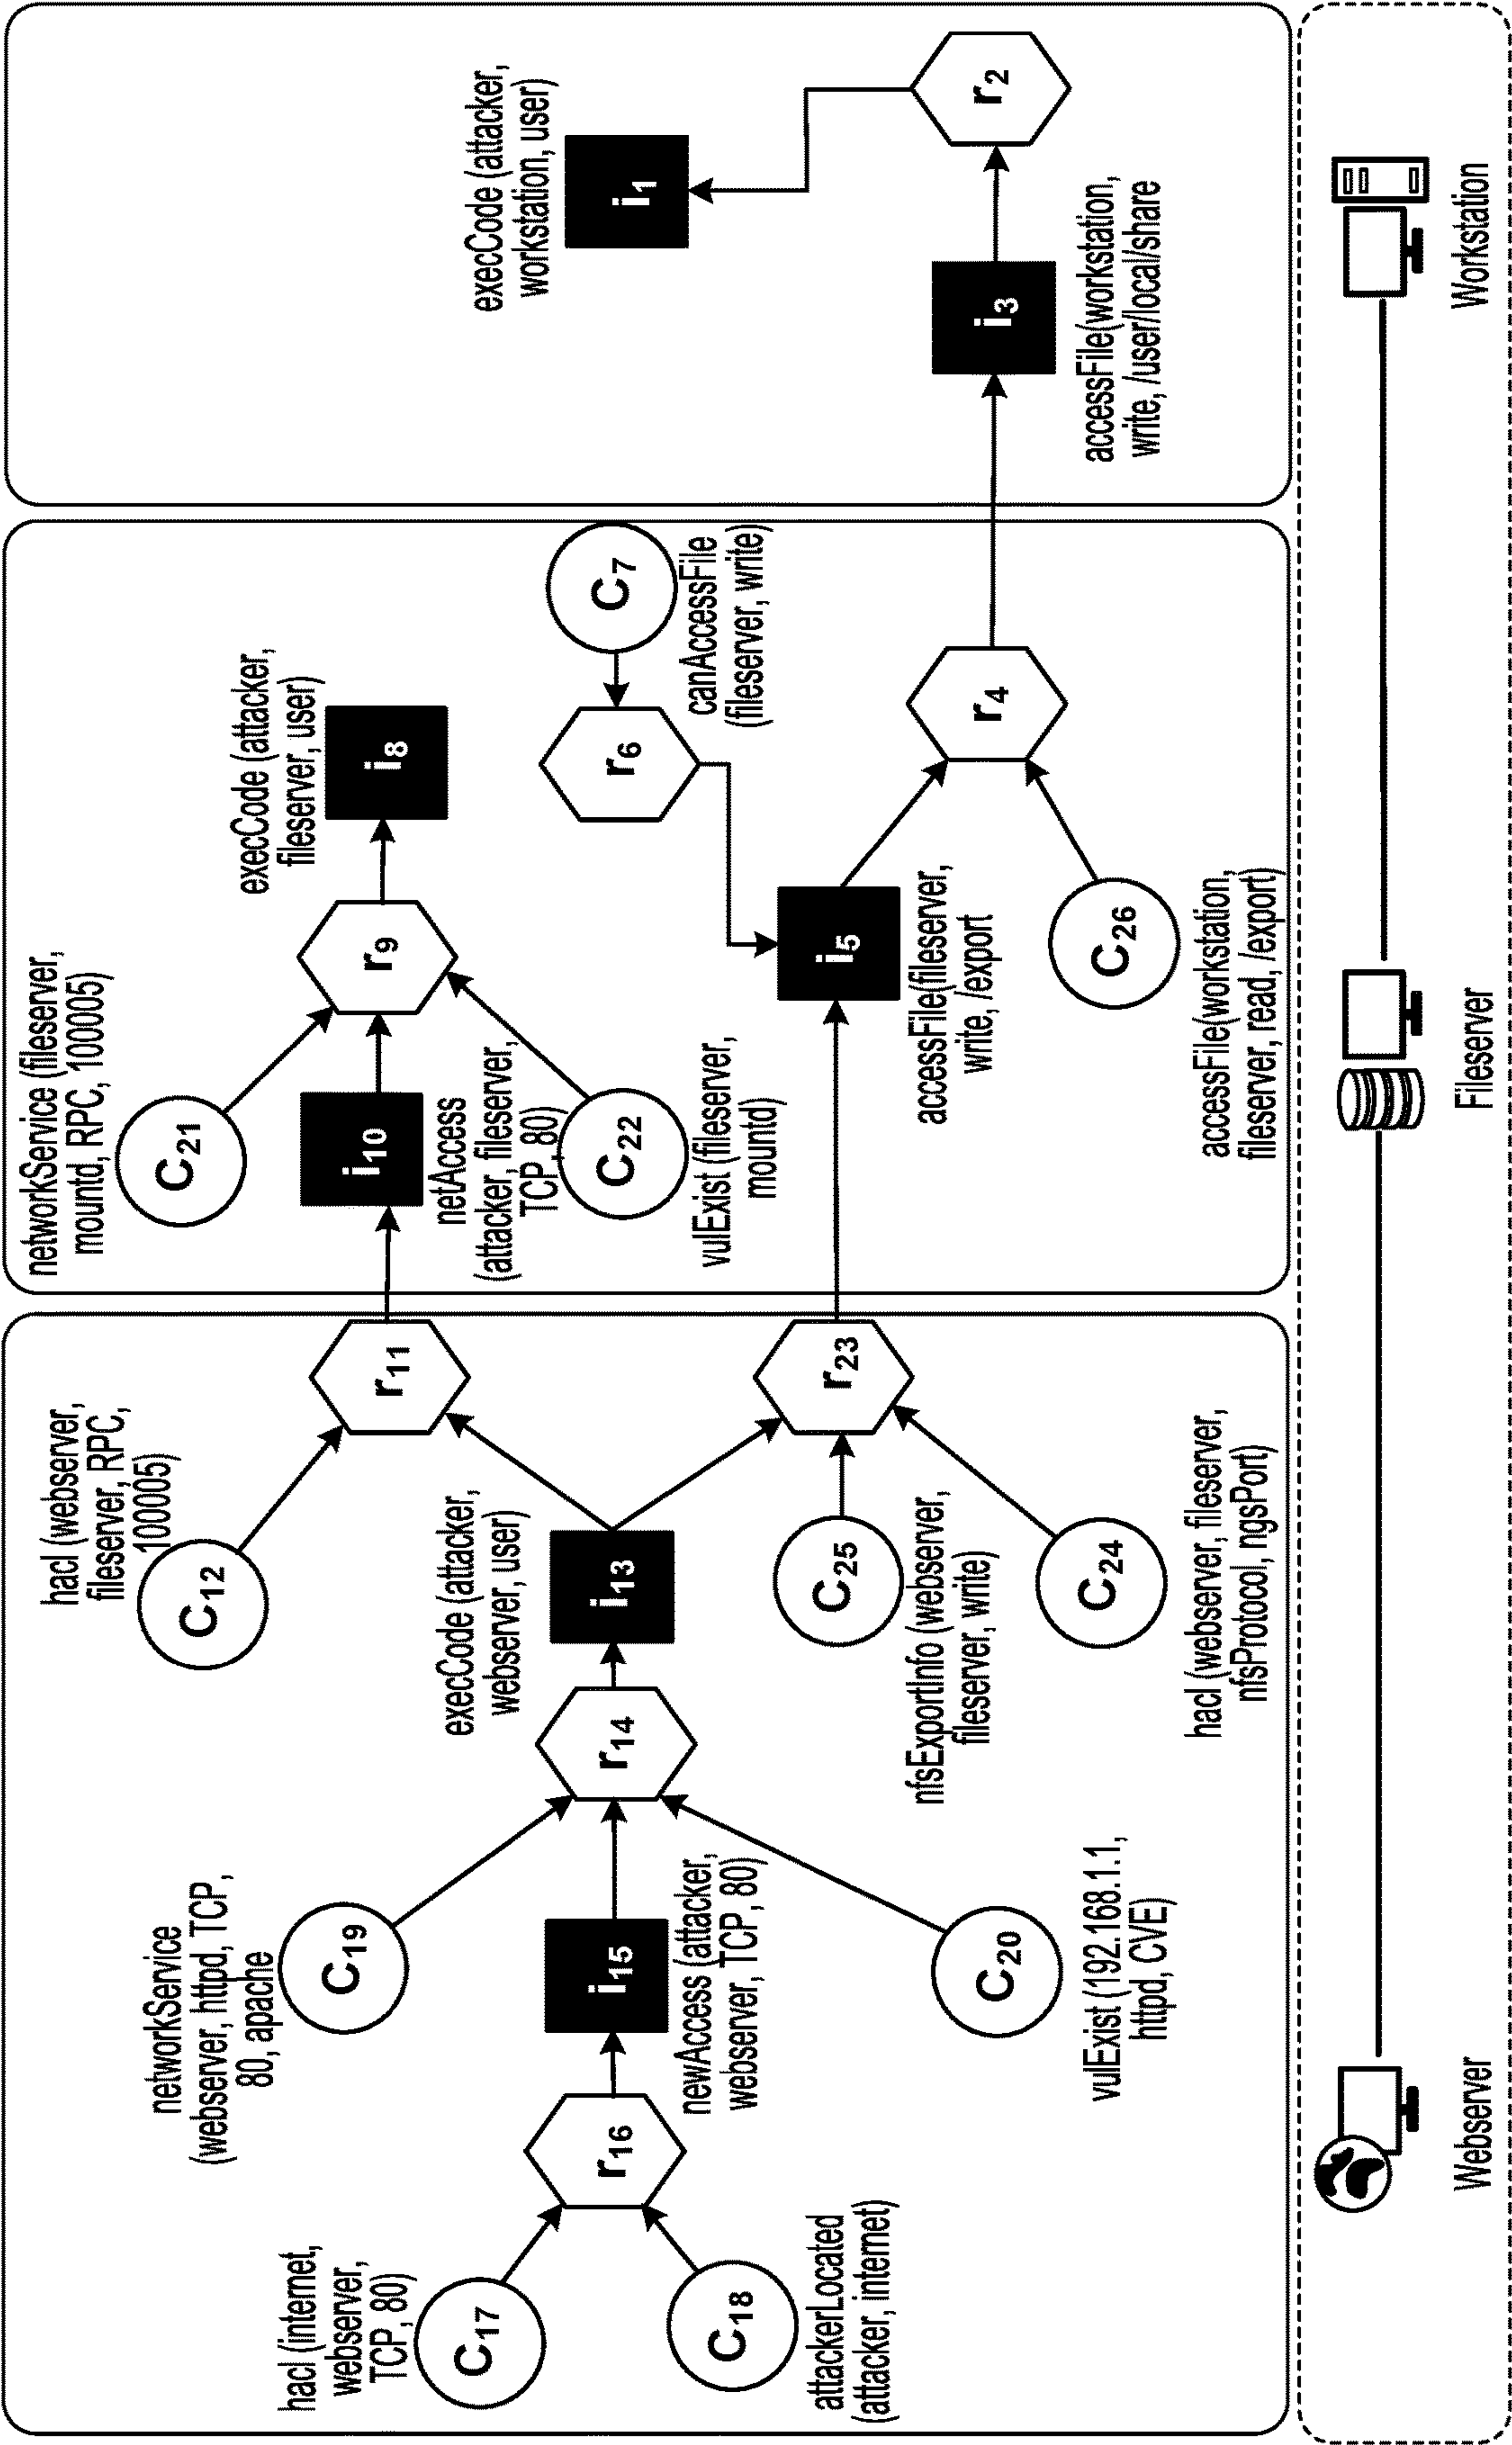 hacl (internet,
webserver,
TCP, 80)
C17
C18
attackerLocated
(attacker, internet)
r16
networkService
(webserver, httpd, TCP,
80, apache
C19
i15
newAccess (attacker,
webserver, TCP, 80)
C20
vulExist (192.168.1.1,
httpd, CVE)
r14
execCode (attacker,
webserver, user)
i13
hacl (webserver,
fileserver, RPC,
100005)
C12
C25
nfsExportInfo (webserver,
fileserver, write)
C24
hacl (webserver, fileserver,
nfsProtocol, ngsPort)
r11
r23
networkService (fileserver,
mountd, RPC, 100005)
C21
i10
netAccess
(attacker, fileserver,
TCP, 80)
C22
vulExist (fileserver,
mountd)
r9
execCode (attacker,
fileserver, user)
i8
r6
C7
canAccessFile
(fileserver, write)
i5
accessFile(fileserver,
write, /export
C26
accessFile(workstation,
fileserver, read, /export)
r4
execCode (attacker,
workstation, user)
i1
i3
accessFile(workstation,
write, /user/local/share
r2
Webserver
Fileserver
Workstation